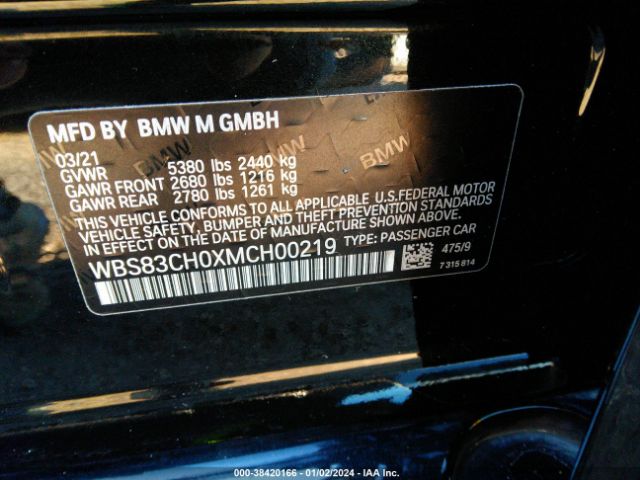 MFD BY BMW M GMBH
03/21
GVWR 5380 lbs 2440 kg
GAWR FRONT 2680 lbs 1216 kg
GAWR REAR 2780 lbs 1261 kg
THIS VEHICLE CONFORMS TO ALL APPLICABLE U.S.FEDERAL MOTOR
VEHICLE SAFETY, BUMPER, AND THEFT PREVENTION STANDARDS
IN EFFECT ON THE DATE OF MANUFACTURE SHOWN ABOVE.
WBS83CH0XMCH00219 TYPE: PASSENGER CAR
475/9
7 315 814
BMW
BMW
BMW
000-38420166 - 01/02/2024 - IAA Inc.